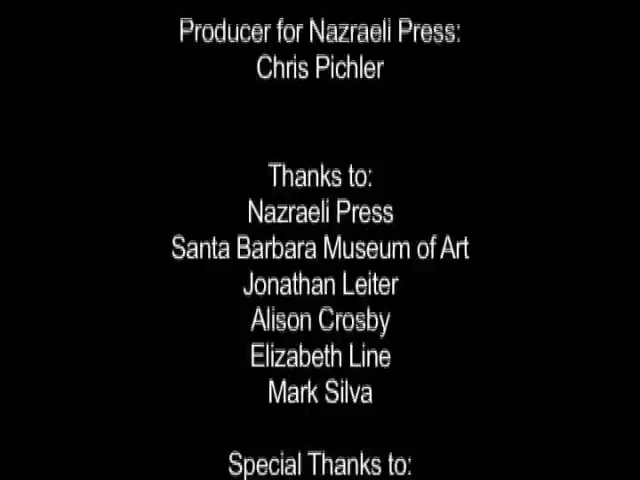 Producer for Nazraeli Press:
Chris Pichler
Thanks to:
Nazraeli Press
Santa Barbara Museum of Art
Jonathan Leiter
Alison Crosby
Elizabeth Line
Mark Silva
Special Thanks to: